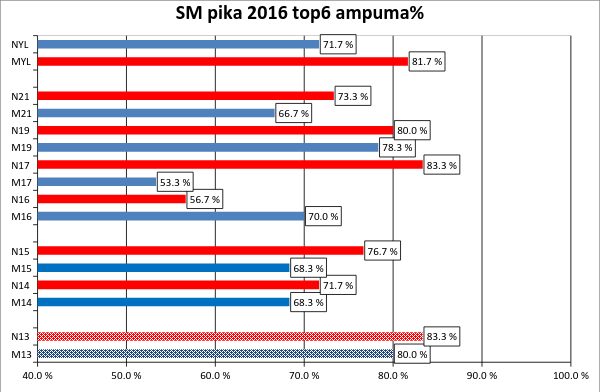 SM pika 2016 top6 ampuma%
NYL 71.7 %
MYL 81.7 %
N21 73.3 %
M21 66.7 %
N19 80.0 %
M19 78.3 %
N17 83.3 %
M17 53.3 %
N16 56.7 %
M16 70.0 %
N15 76.7 %
M15 68.3 %
N14 71.7 %
M14 68.3 %
N13 83.3 %
M13 80.0 %
40.0 % 50.0 % 60.0 % 70.0 % 80.0 % 90.0 % 100.0 %